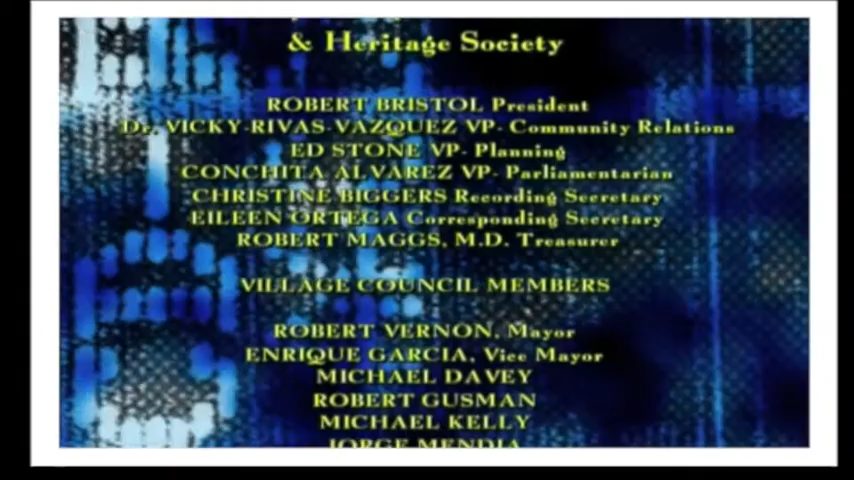 & Heritage Society
ROBERT BRISTOL President
Dr. VICKY-RIVAS-VAZQUEZ VP- Community Relations
ED STONE VP- Planning
CONCHITA ALVAREZ VP- Parliamentarian
CHRISTINE BIGGERS Recording Secretary
EILEEN ORTEGA Corresponding Secretary
ROBERT MAGGS, M.D. Treasurer
VILLAGE COUNCIL MEMBERS
ROBERT VERNON, Mayor
ENRIQUE GARCIA, Vice Mayor
MICHAEL DAVEY
ROBERT GUSMAN
MICHAEL KELLY
JORGE MENDIA